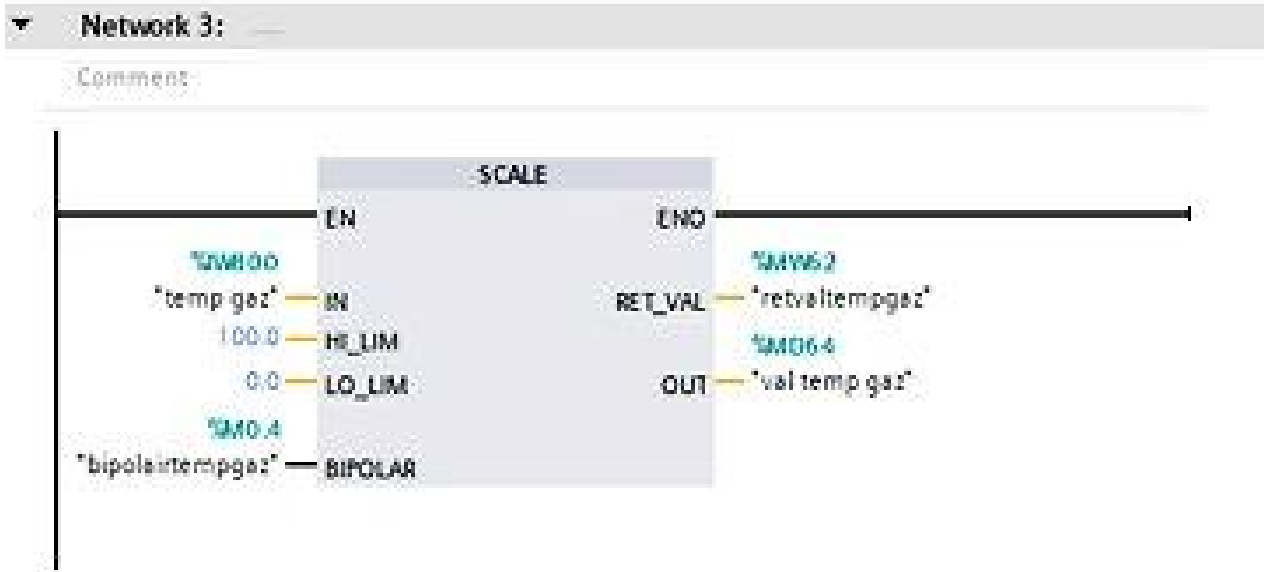 Network 3:
Comment
SCALE
EN ENO
%MW62
"temp gaz" IN RET_VAL "retvaltempgaz"
100.0 HI_LIM
%MD64
0.0 LO_LIM OUT "val temp gaz"
%M0.4
"bipolairtempgaz" BIPOLAR